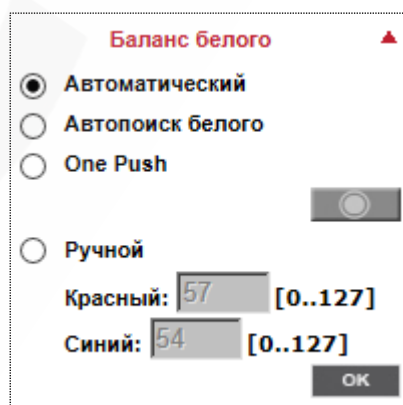 Баланс белого
Автоматический
Автопоиск белого
One Push
Ручной
Красный: 57 [0..127]
Синий: 54 [0..127]
OK